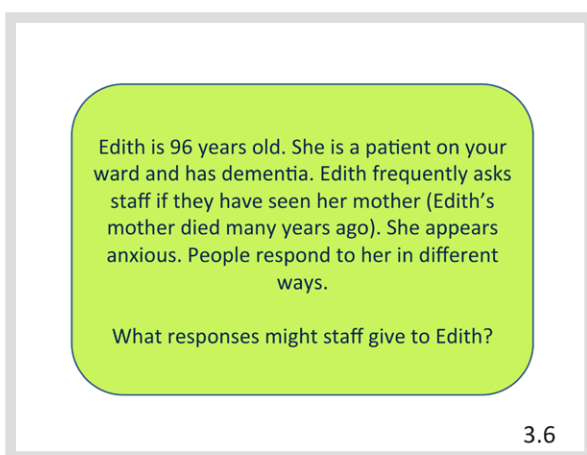 Edith is 96 years old. She is a patient on your
ward and has dementia. Edith frequently asks
staff if they have seen her mother (Edith’s
mother died many years ago). She appears
anxious. People respond to her in different
ways.
What responses might staff give to Edith?
3.6